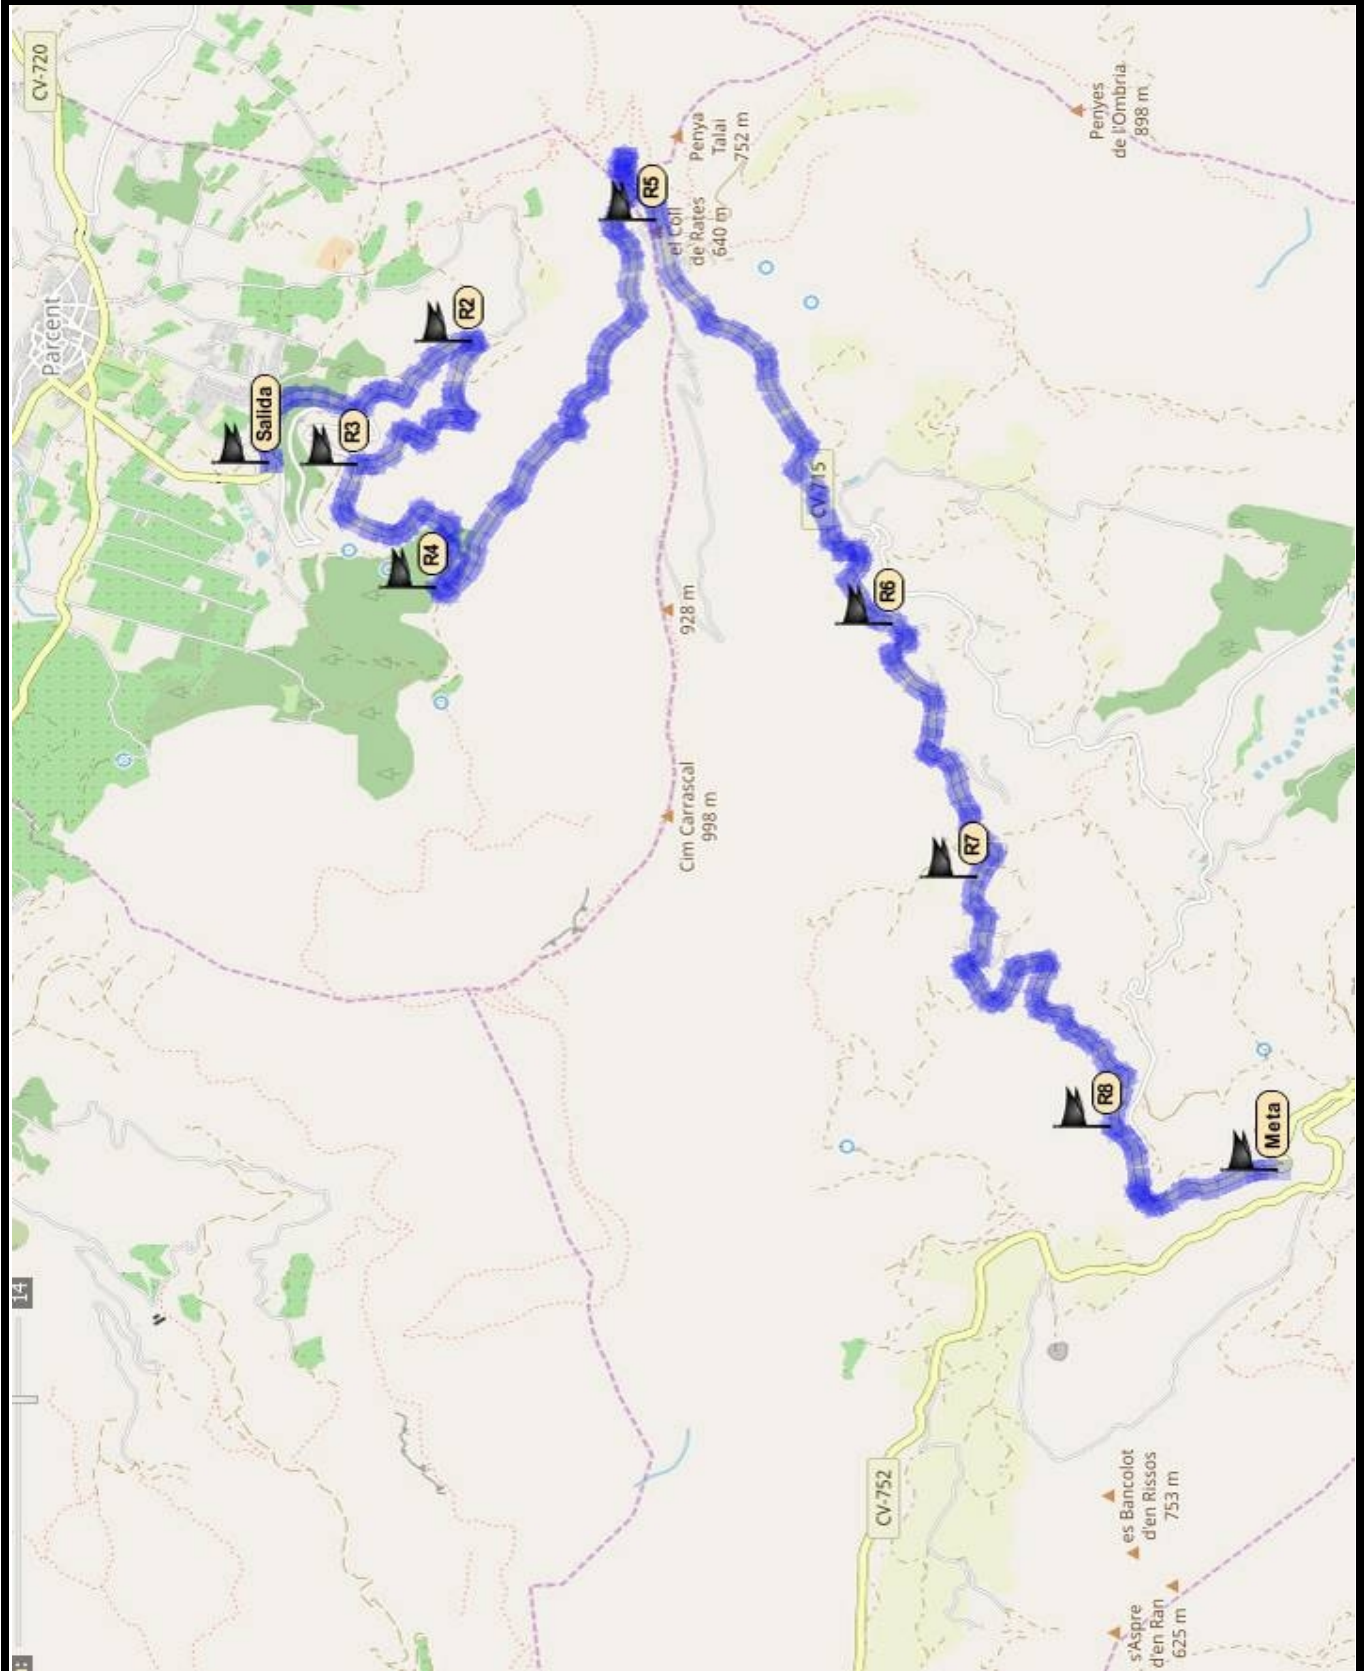 CV-720
Parcent
Salida
R2
R3
R4
R5
Penya
Talai
752 m
el Coll
de Rates
640 m
Penyes
de l'Ombria
898 m
CV-715
R6
928 m
Cim Carrascal
998 m
R7
R8
Meta
14
CV-752
es Bancolot
d'en Rissos
753 m
s'Aspre
d'en Ran
625 m